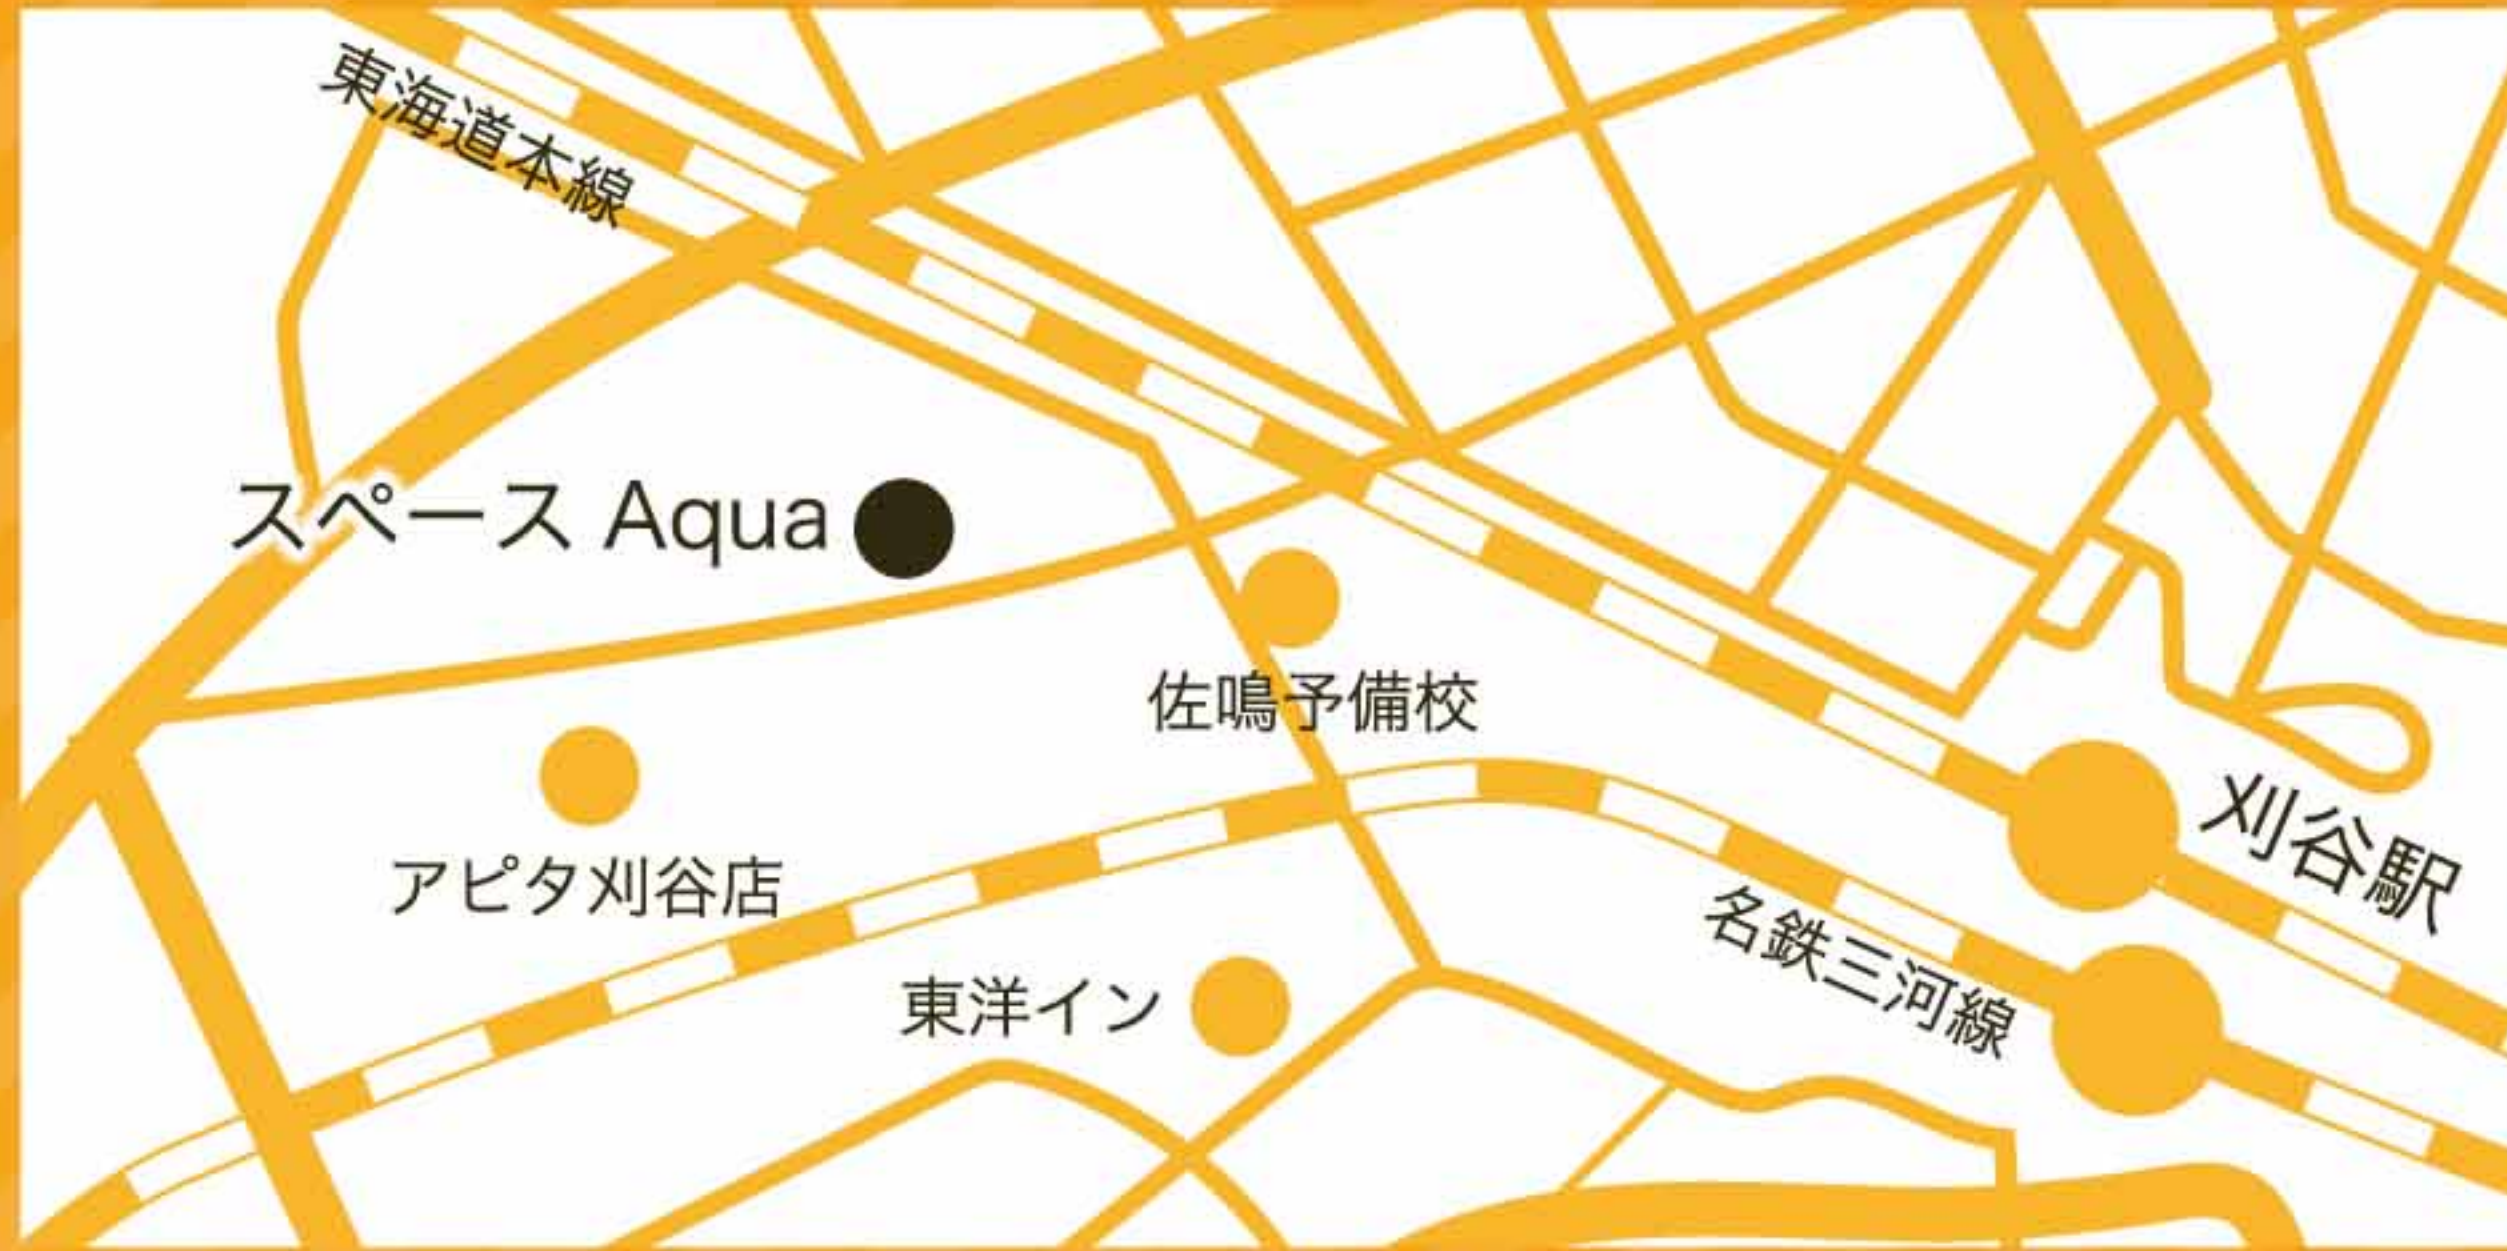 東海道本線
スペース Aqua
佐鳴予備校
刈谷駅
アピタ刈谷店
名鉄三河線
東洋イン